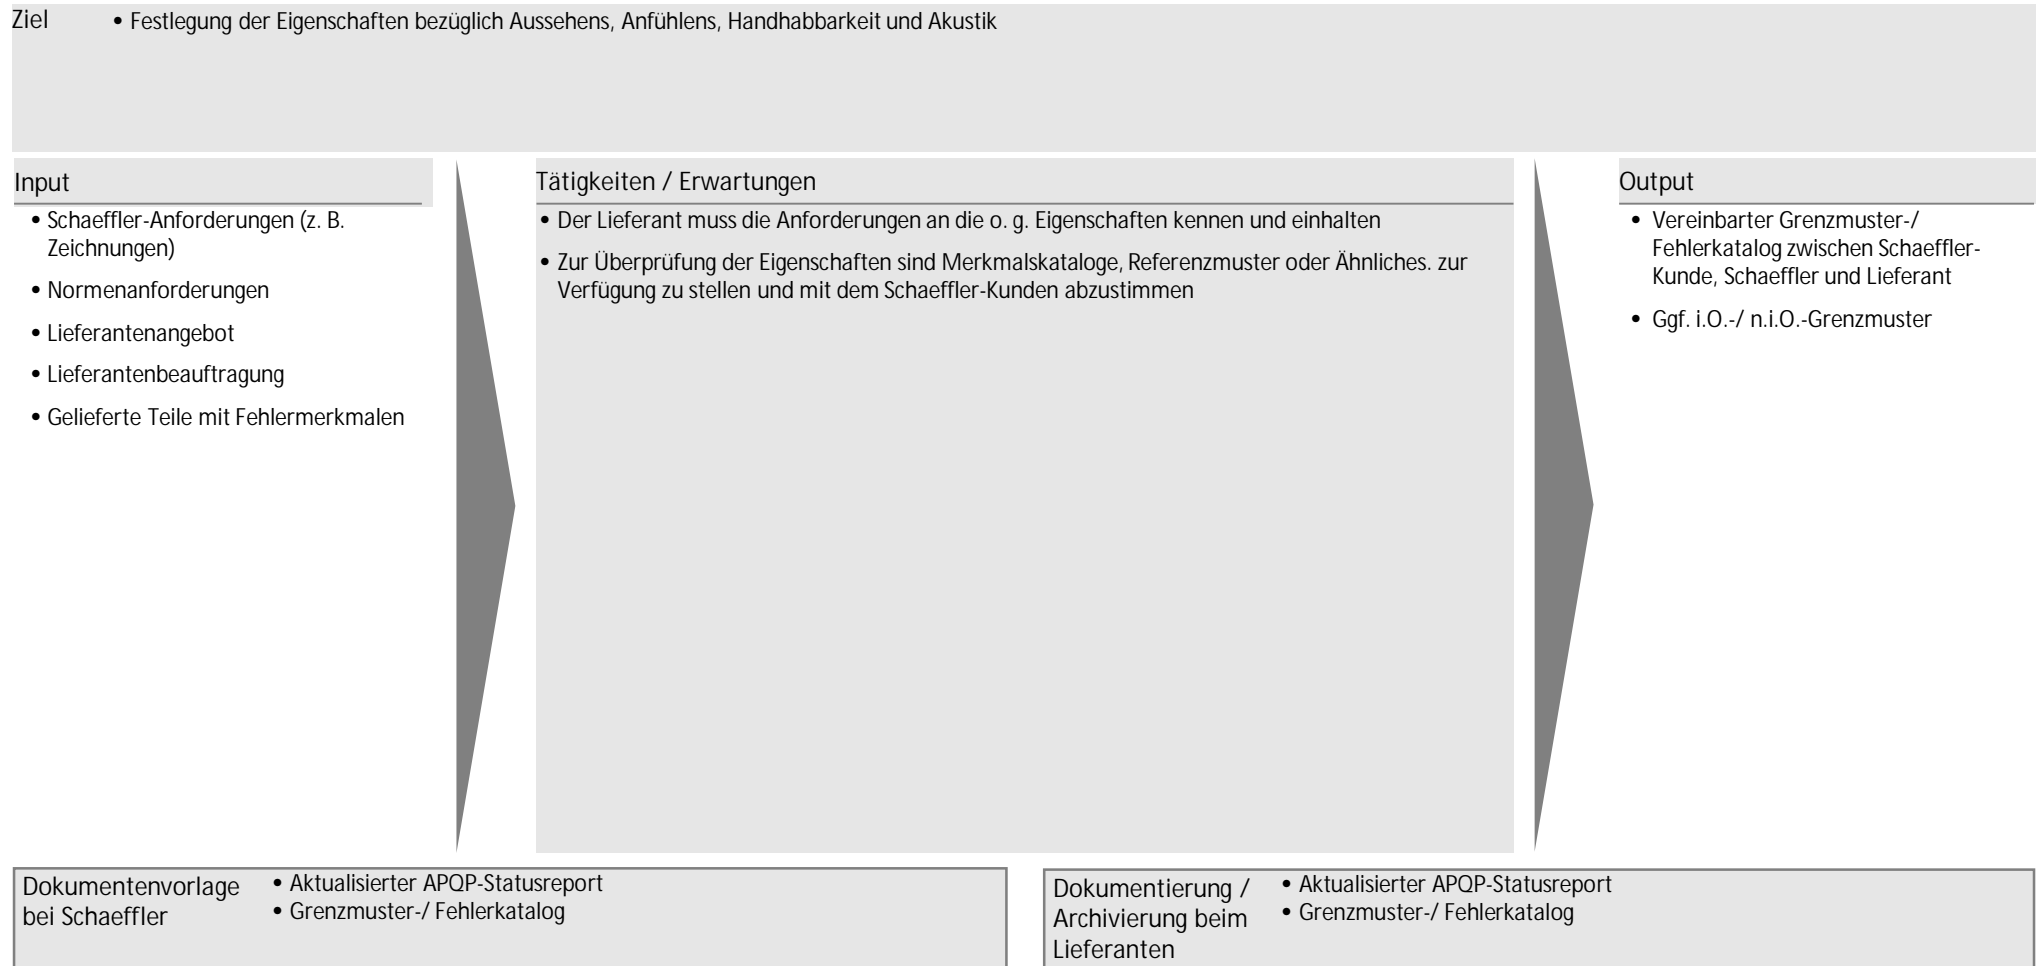 Ziel
• Festlegung der Eigenschaften bezüglich Aussehens, Anfühlens, Handhabbarkeit und Akustik
Input
• Schaeffler-Anforderungen (z. B.
Zeichnungen)
• Normenanforderungen
• Lieferantenangebot
• Lieferantenbeauftragung
• Gelieferte Teile mit Fehlermerkmalen
Tätigkeiten / Erwartungen
• Der Lieferant muss die Anforderungen an die o. g. Eigenschaften kennen und einhalten
• Zur Überprüfung der Eigenschaften sind Merkmalskataloge, Referenzmuster oder Ähnliches. zur
Verfügung zu stellen und mit dem Schaeffler-Kunden abzustimmen
Output
• Vereinbarter Grenzmuster-/
Fehlerkatalog zwischen Schaeffler-
Kunde, Schaeffler und Lieferant
• Ggf. i.O.-/ n.i.O.-Grenzmuster
Dokumentenvorlage
bei Schaeffler
• Aktualisierter APQP-Statusreport
• Grenzmuster-/ Fehlerkatalog
Dokumentierung /
Archivierung beim
Lieferanten
• Aktualisierter APQP-Statusreport
• Grenzmuster-/ Fehlerkatalog